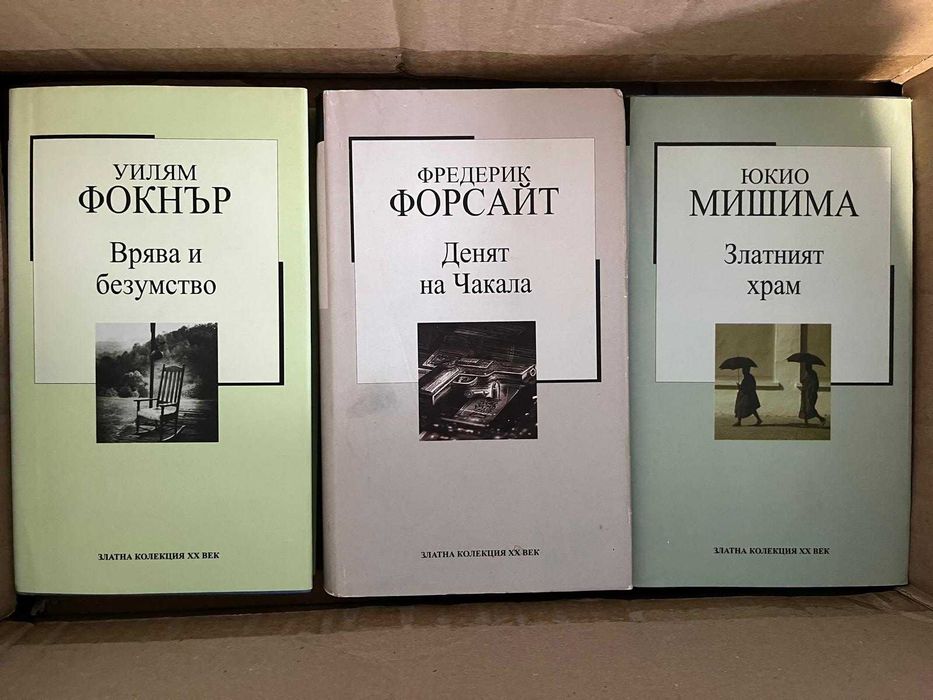 УИЛЯМ
ФОКНЪР
Врява и
безумство
ЗЛАТНА КОЛЕКЦИЯ XX ВЕК
ФРЕДЕРИК
ФОРСАЙТ
Денят
на Чакала
ЗЛАТНА КОЛЕКЦИЯ XX ВЕК
ЮКИО
МИШИМА
Златният
храм
ЗЛАТНА КОЛЕКЦИЯ XX ВЕК